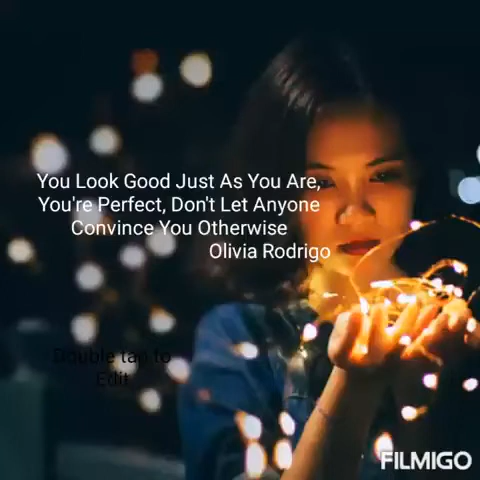 You Look Good Just As You Are,
You're Perfect, Don't Let Anyone
Convince You Otherwise
Olivia Rodrigo
Double tap to
Edit
FILMIGO